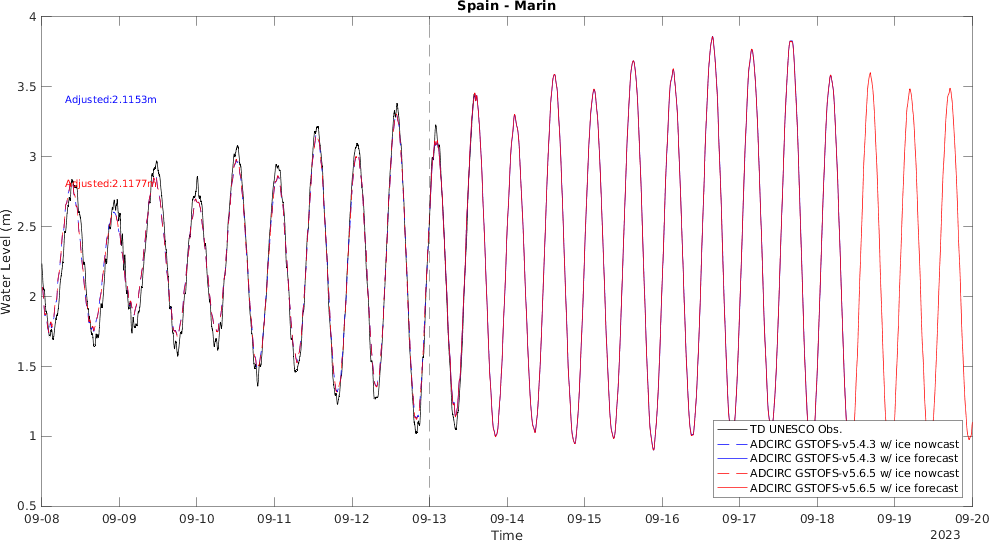 Spain - Marin
4
3.5
3
2.5
2
1.5
1
0.5
Water Level (m)
Adjusted:2.1153m
Adjusted:2.1177m
TD UNESCO Obs.
ADCIRC GSTOFS-v5.4.3 w/ ice nowcast
ADCIRC GSTOFS-v5.4.3 w/ ice forecast
ADCIRC GSTOFS-v5.6.5 w/ ice nowcast
ADCIRC GSTOFS-v5.6.5 w/ ice forecast
09-08 09-09 09-10 09-11 09-12 09-13 09-14 09-15 09-16 09-17 09-18 09-19 09-20
Time
2023